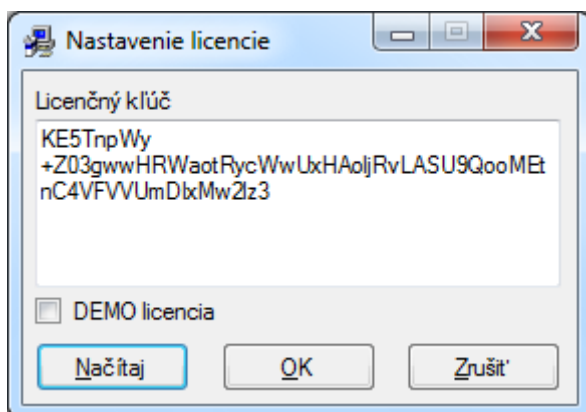 Nastavenie licencie
Licenčný kľúč
KE5TnpWy
+Z03gwwHRWaotRycWwUxHAoljRvLASU9QooMEt
nC4VFVVUmDlxMw2lz3
DEMO licencia
Načítaj OK Zrušiť